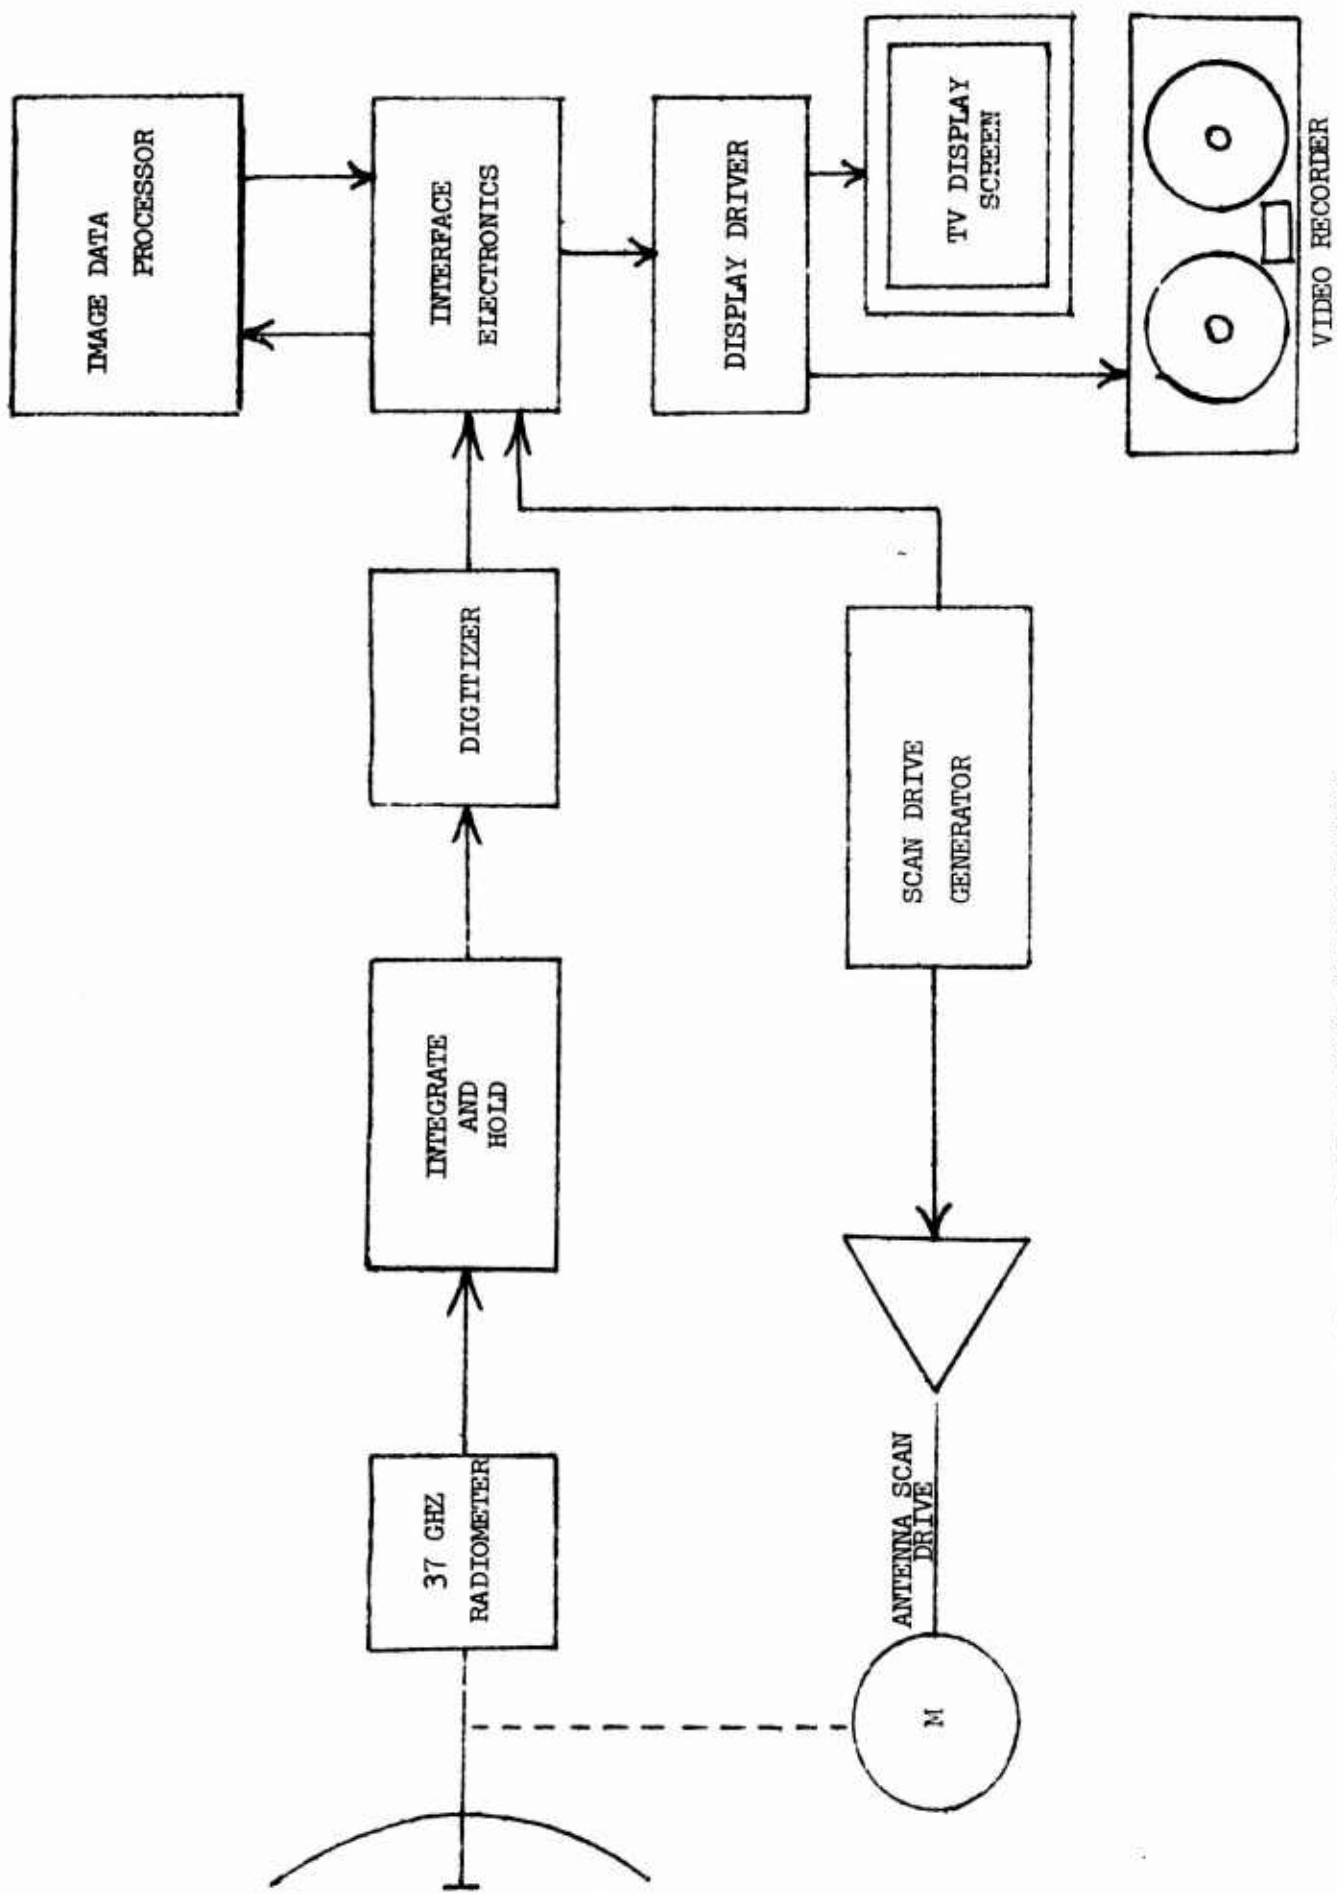 IMAGE DATA
PROCESSOR
INTERFACE
ELECTRONICS
DISPLAY DRIVER
TV DISPLAY
SCREEN
VIDEO RECORDER
DIGITIZER
SCAN DRIVE
GENERATOR
INTEGRATE
AND
HOLD
37 GHZ
RADIOMETER
ANTENNA SCAN
DRIVE
M